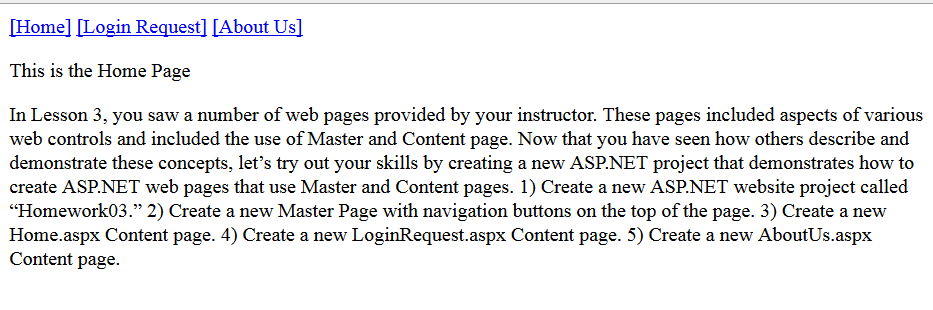 [Home] [Login Request] [About Us]
This is the Home Page
In Lesson 3, you saw a number of web pages provided by your instructor. These pages included aspects of various
web controls and included the use of Master and Content page. Now that you have seen how others describe and
demonstrate these concepts, let’s try out your skills by creating a new ASP.NET project that demonstrates how to
create ASP.NET web pages that use Master and Content pages. 1) Create a new ASP.NET website project called
“Homework03.” 2) Create a new Master Page with navigation buttons on the top of the page. 3) Create a new
Home.aspx Content page. 4) Create a new LoginRequest.aspx Content page. 5) Create a new AboutUs.aspx
Content page.